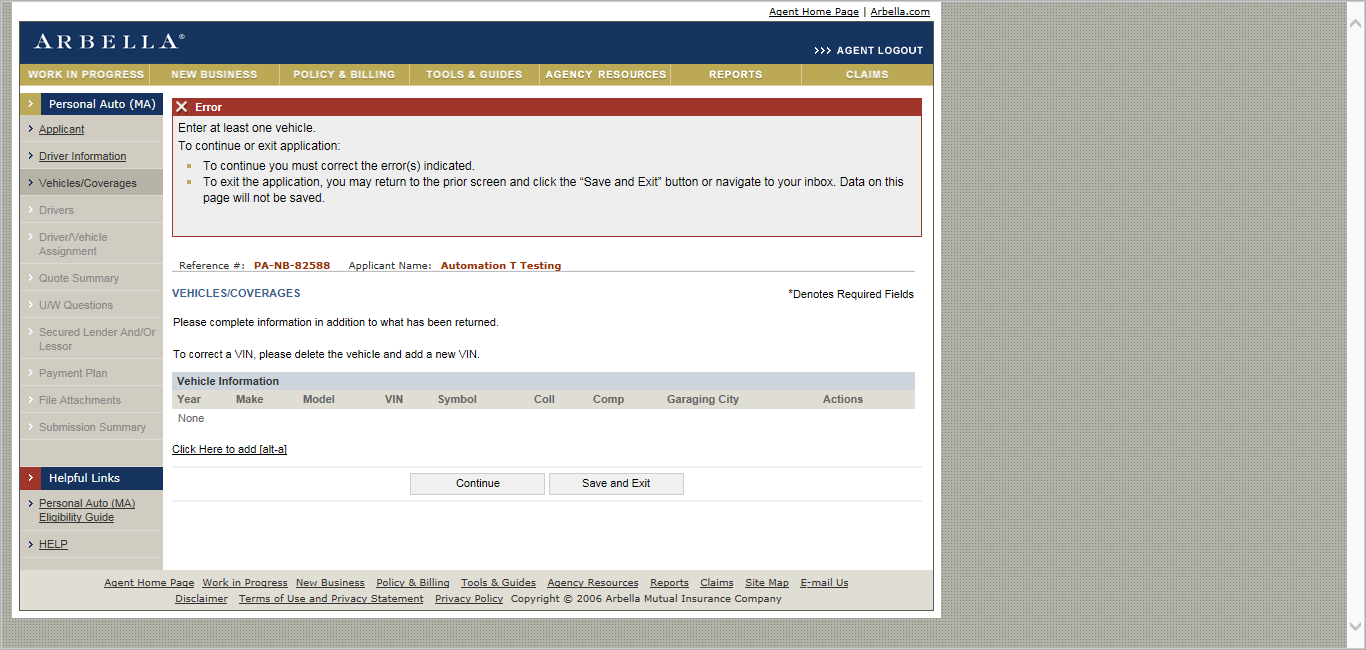 Agent Home Page | Arbella.com
ARBELLA®
>>> AGENT LOGOUT
WORK IN PROGRESS NEW BUSINESS POLICY & BILLING TOOLS & GUIDES AGENCY RESOURCES REPORTS CLAIMS
Personal Auto (MA)
Applicant
Driver Information
Vehicles/Coverages
Drivers
Driver/Vehicle
Assignment
Quote Summary
U/W Questions
Secured Lender And/Or
Lessor
Payment Plan
File Attachments
Submission Summary
Helpful Links
Personal Auto (MA)
Eligibility Guide
HELP
Error
Enter at least one vehicle.
To continue or exit application:
To continue you must correct the error(s) indicated.
To exit the application, you may return to the prior screen and click the “Save and Exit” button or navigate to your inbox. Data on this
page will not be saved.
Reference #: PA-NB-82588 Applicant Name: Automation T Testing
VEHICLES/COVERAGES
*Denotes Required Fields
Please complete information in addition to what has been returned.
To correct a VIN, please delete the vehicle and add a new VIN.
Vehicle Information
Year Make Model VIN Symbol Coll Comp Garaging City Actions
None
Click Here to add [alt-a]
Continue Save and Exit
Agent Home Page Work in Progress New Business Policy & Billing Tools & Guides Agency Resources Reports Claims Site Map E-mail Us
Disclaimer Terms of Use and Privacy Statement Privacy Policy Copyright © 2006 Arbella Mutual Insurance Company